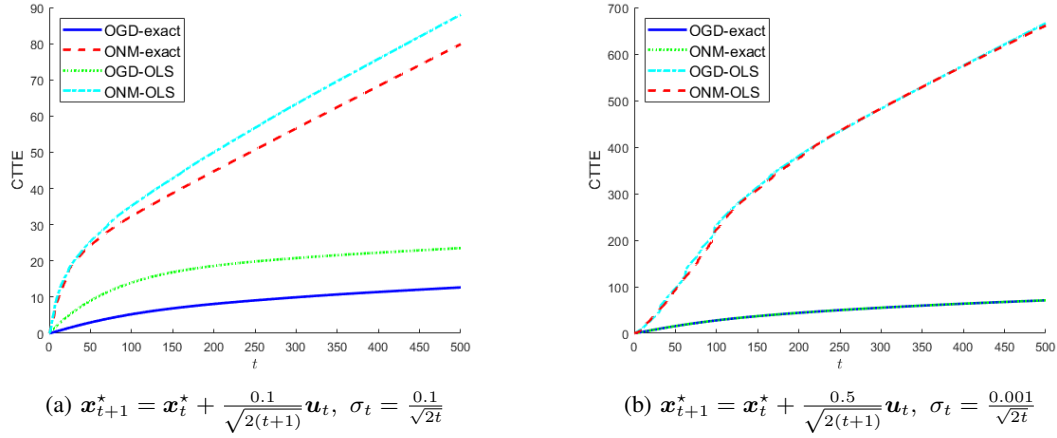 90
80
70
60
50
40
30
20
10
0
CTTE
OGD-exact
ONM-exact
OGD-OLS
ONM-OLS
0 50 100 150 200 250 300 350 400 450 500
t
(a) x⋆ₜ₊₁ = x⋆ₜ + 0.1/√(2(t+1)) uₜ, σₜ = 0.1/√(2t)
700
600
500
400
300
200
100
0
CTTE
OGD-exact
ONM-exact
OGD-OLS
ONM-OLS
0 50 100 150 200 250 300 350 400 450 500
t
(b) x⋆ₜ₊₁ = x⋆ₜ + 0.5/√(2(t+1)) uₜ, σₜ = 0.001/√(2t)